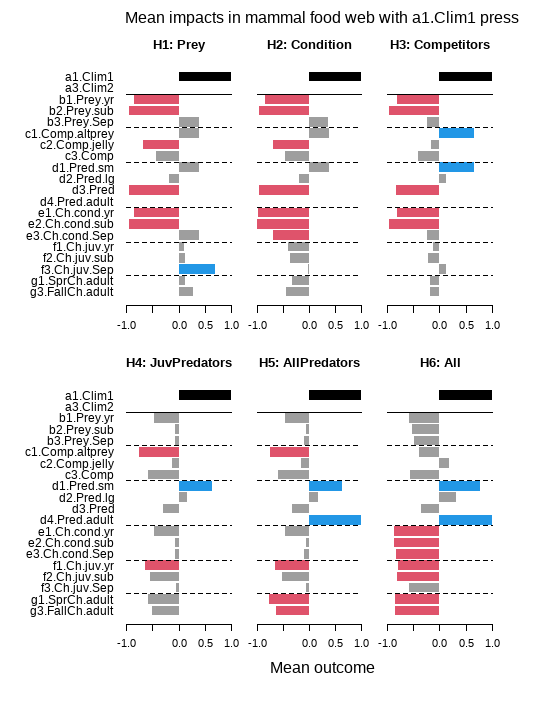 Mean impacts in mammal food web with a1.Clim1 press
H1: Prey H2: Condition H3: Competitors
a1.Clim1
a3.Clim2
b1.Prey.yr
b2.Prey.sub
b3.Prey.Sep
c1.Comp.altprey
c2.Comp.jelly
c3.Comp
d1.Pred.sm
d2.Pred.lg
d3.Pred
d4.Pred.adult
e1.Ch.cond.yr
e2.Ch.cond.sub
e3.Ch.cond.Sep
f1.Ch.juv.yr
f2.Ch.juv.sub
f3.Ch.juv.Sep
g1.SprCh.adult
g3.FallCh.adult
-1.0 0.0 0.5 1.0 -1.0 0.0 0.5 1.0 -1.0 0.0 0.5 1.0
H4: JuvPredators H5: AllPredators H6: All
a1.Clim1
a3.Clim2
b1.Prey.yr
b2.Prey.sub
b3.Prey.Sep
c1.Comp.altprey
c2.Comp.jelly
c3.Comp
d1.Pred.sm
d2.Pred.lg
d3.Pred
d4.Pred.adult
e1.Ch.cond.yr
e2.Ch.cond.sub
e3.Ch.cond.Sep
f1.Ch.juv.yr
f2.Ch.juv.sub
f3.Ch.juv.Sep
g1.SprCh.adult
g3.FallCh.adult
-1.0 0.0 0.5 1.0 -1.0 0.0 0.5 1.0 -1.0 0.0 0.5 1.0
Mean outcome